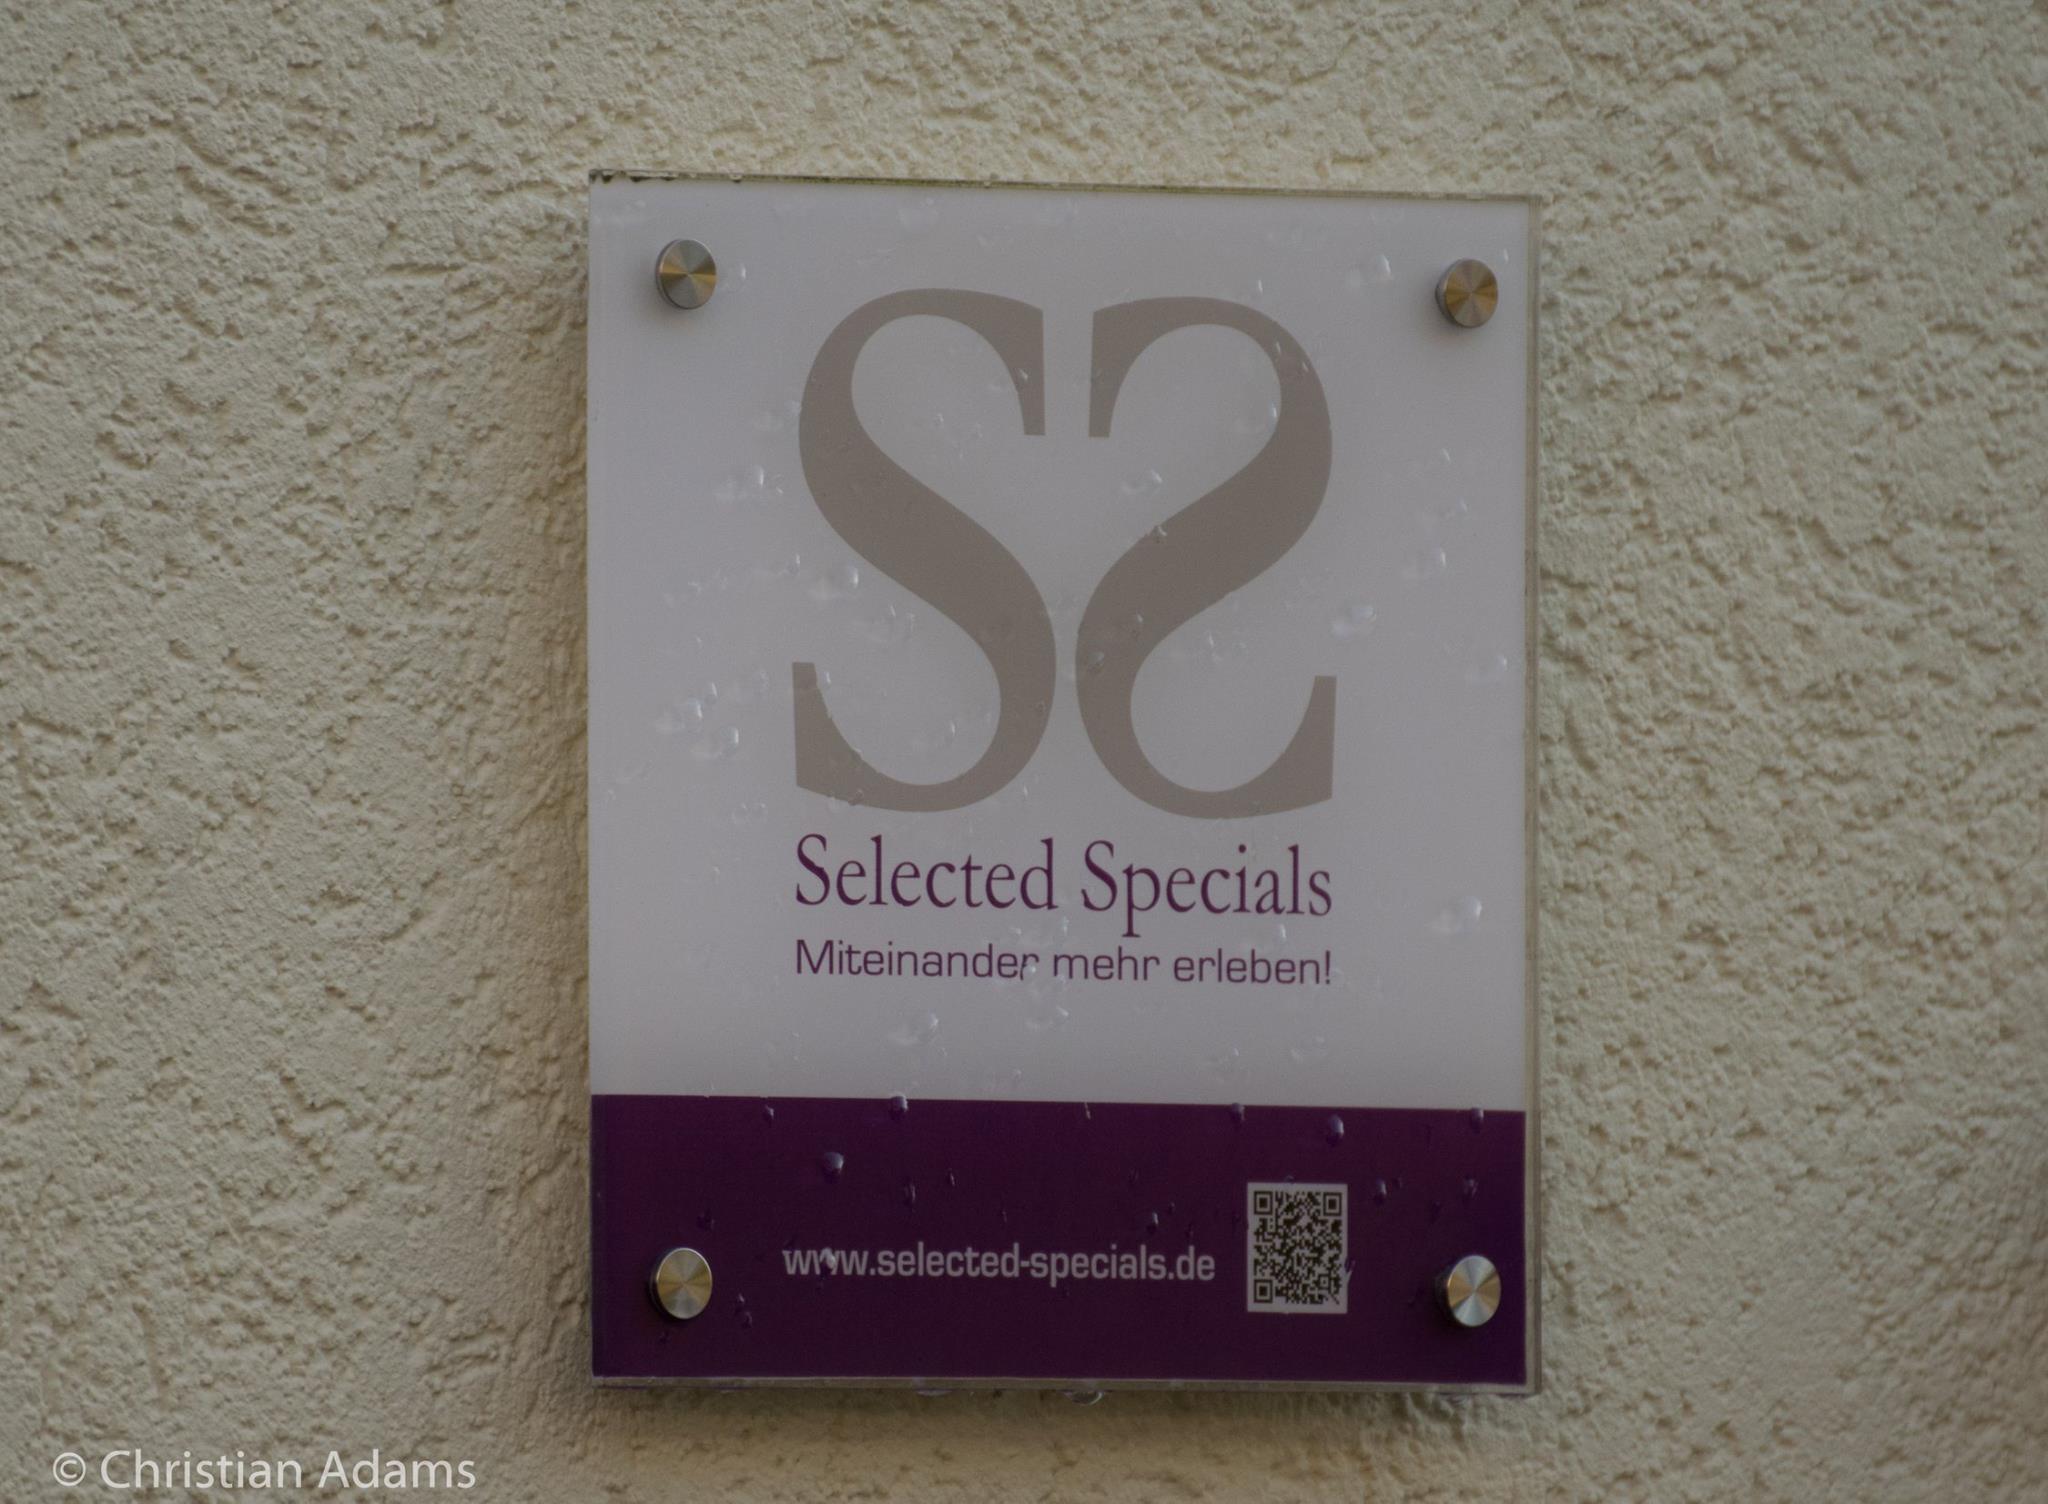 SS
Selected Specials
Miteinander mehr erleben!
www.selected-specials.de
© Christian Adams